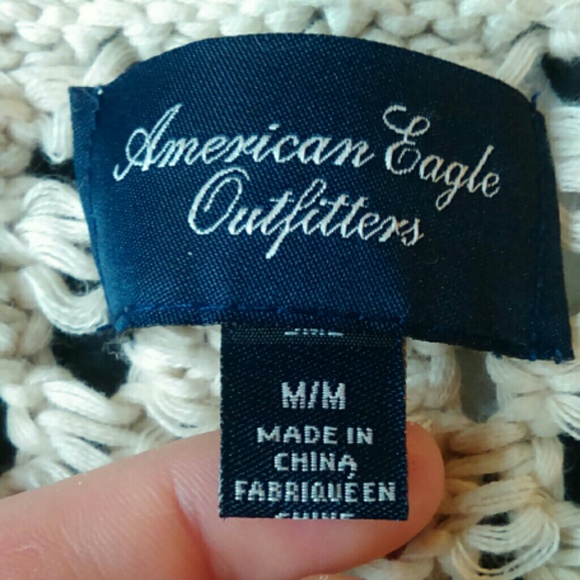 American Eagle
Outfitters
M/M
MADE IN
CHINA
FABRIQUÉ EN